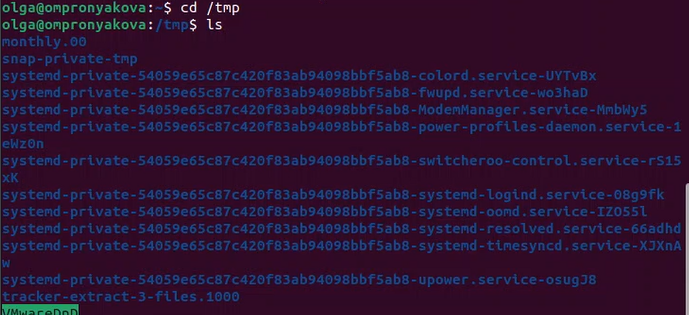 olga@ompronyakova:~$ cd /tmp
olga@ompronyakova:/tmp$ ls
monthly.00
snap-private-tmp
systemd-private-54059e65c87c420f83ab94098bbf5ab8-colord.service-UYTvBx
systemd-private-54059e65c87c420f83ab94098bbf5ab8-fwupd.service-wo3haD
systemd-private-54059e65c87c420f83ab94098bbf5ab8-ModemManager.service-MmbWy5
systemd-private-54059e65c87c420f83ab94098bbf5ab8-power-profiles-daemon.service-1
eWz0n
systemd-private-54059e65c87c420f83ab94098bbf5ab8-switcheroo-control.service-rS15
xK
systemd-private-54059e65c87c420f83ab94098bbf5ab8-systemd-logind.service-O8g9fk
systemd-private-54059e65c87c420f83ab94098bbf5ab8-systemd-oomd.service-IZO55l
systemd-private-54059e65c87c420f83ab94098bbf5ab8-systemd-resolved.service-66adhd
systemd-private-54059e65c87c420f83ab94098bbf5ab8-systemd-timesyncd.service-XJXnA
w
systemd-private-54059e65c87c420f83ab94098bbf5ab8-upower.service-osugJ8
tracker-extract-3-files.1000
VMwareDnD